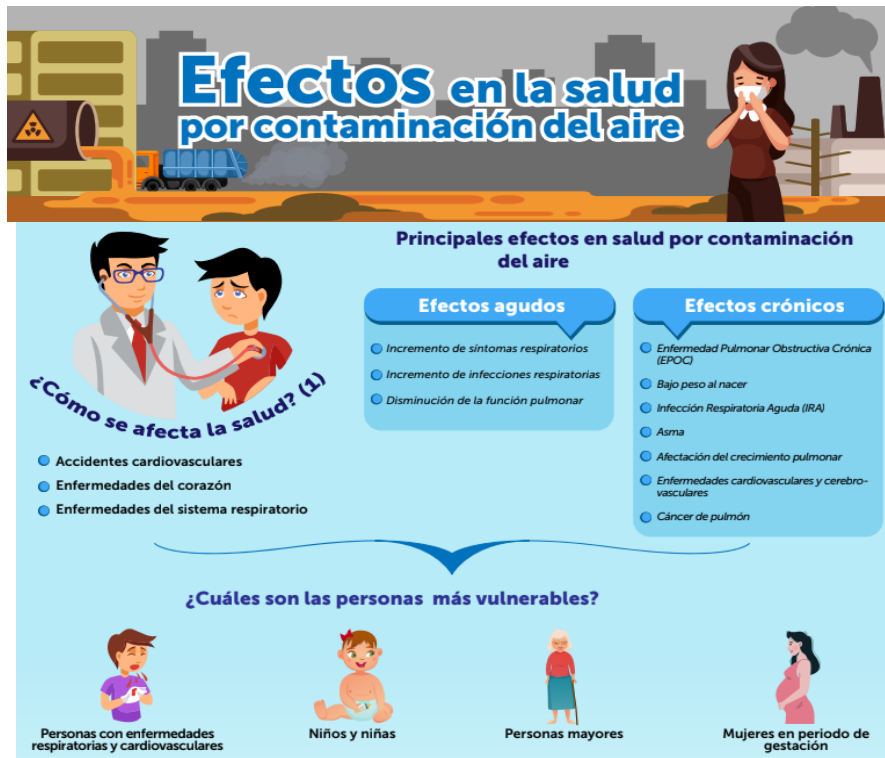 Efectos en la salud
por contaminación del aire
¿Cómo se afecta la salud? (1)
Accidentes cardiovasculares
Enfermedades del corazón
Enfermedades del sistema respiratorio
Principales efectos en salud por contaminación
del aire
Efectos agudos
Incremento de síntomas respiratorios
Incremento de infecciones respiratorias
Disminución de la función pulmonar
Efectos crónicos
Enfermedad Pulmonar Obstructiva Crónica
(EPOC)
Bajo peso al nacer
Infección Respiratoria Aguda (IRA)
Asma
Afectación del crecimiento pulmonar
Enfermedades cardiovasculares y cerebro-
vasculares
Cáncer de pulmón
¿Cuáles son las personas más vulnerables?
Personas con enfermedades
respiratorias y cardiovasculares
Niños y niñas
Personas mayores
Mujeres en periodo de
gestación